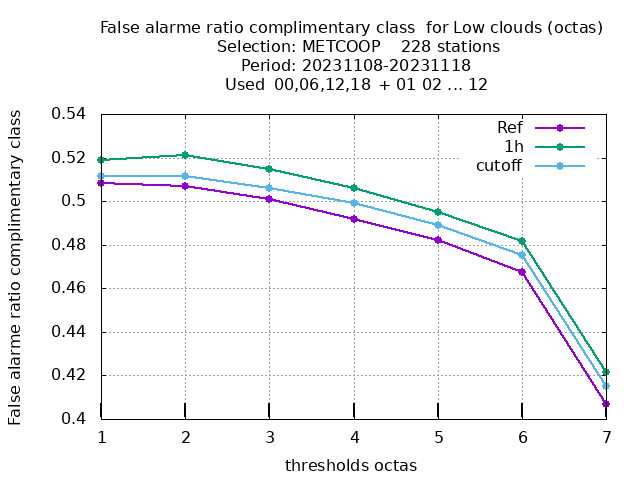 False alarme ratio complimentary class  for Low clouds (octas)
Selection: METCOOP    228 stations
Period: 20231108-20231118
Used  00,06,12,18 + 01 02 ... 12
False alarme ratio complimentary class
0.54
0.52
0.5
0.48
0.46
0.44
0.42
0.4
Ref
1h
cutoff
1 2 3 4 5 6 7
thresholds octas